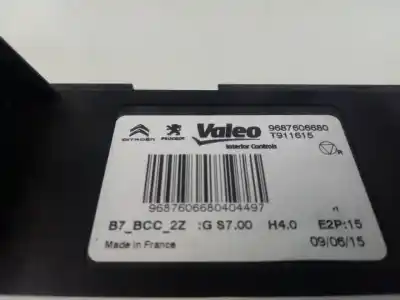 CITROËN PEUGEOT Valeo 9687606680
T911615
Interior Controls
R
9687606680404497
B7_BCC_2Z :G S7.00 H4.0 E2P:15
Made in France 09/06/15